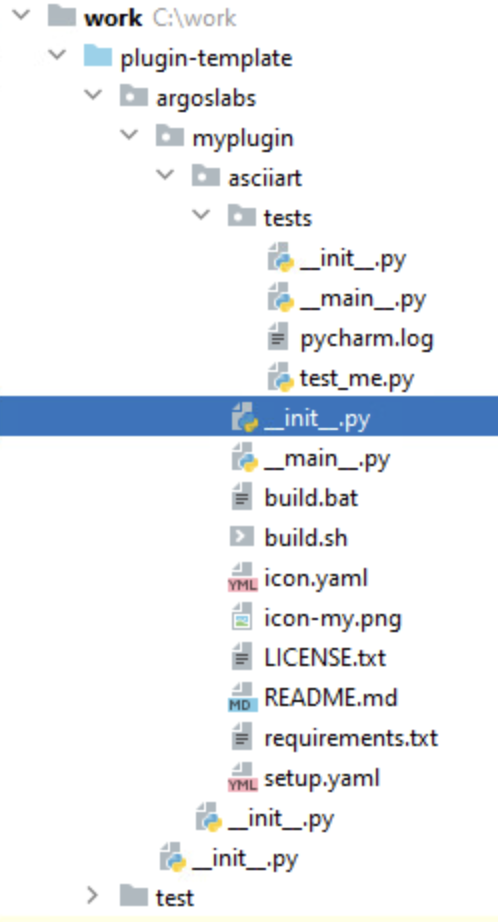 work C:\work
plugin-template
argoslabs
myplugin
asciiart
tests
__init__.py
__main__.py
pycharm.log
test_me.py
__init__.py
__main__.py
build.bat
build.sh
YML icon.yaml
icon-my.png
LICENSE.txt
MD README.md
requirements.txt
YML setup.yaml
__init__.py
__init__.py
test